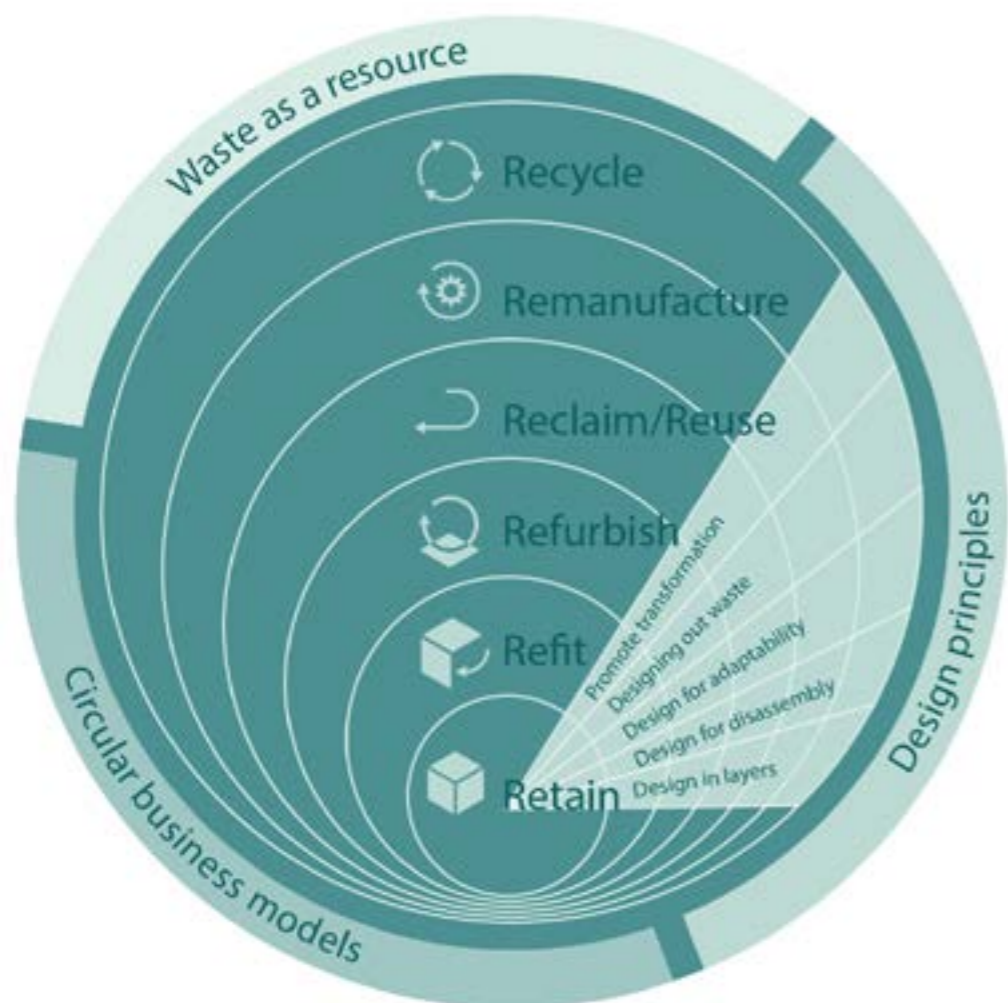 Waste as a resource
Recycle
Remanufacture
Reclaim/Reuse
Refurbish
Refit
Retain
Promote transformation
Designing out waste
Design for adaptability
Design for disassembly
Design in layers
Design principles
Circular business models